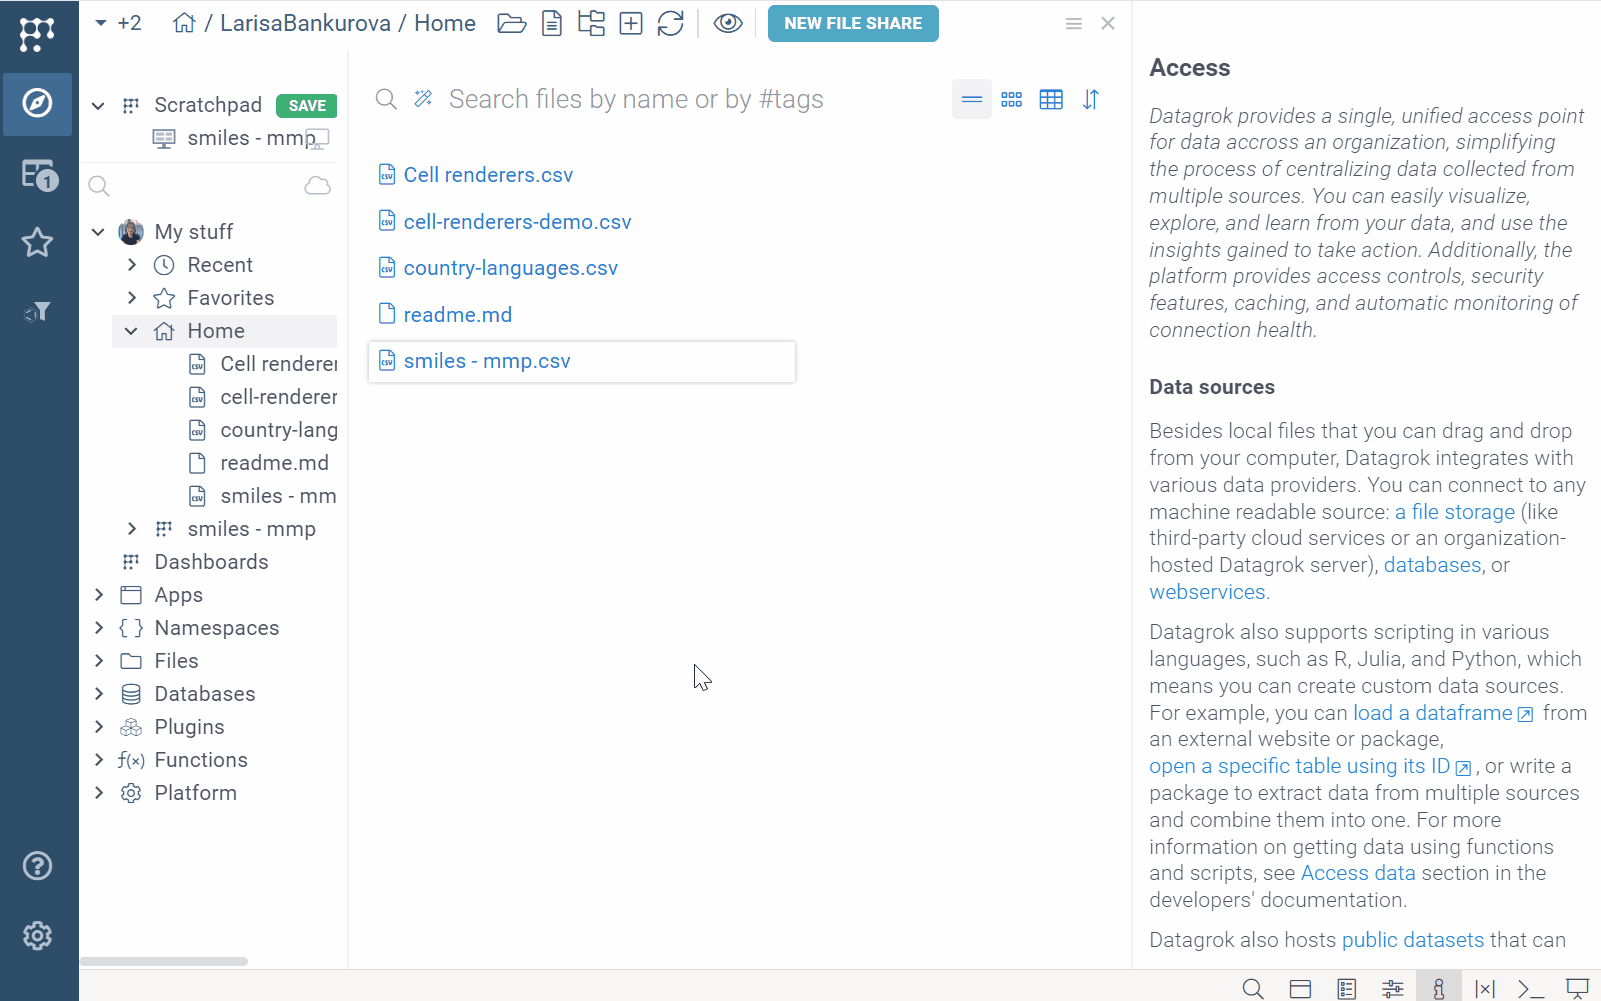 +2
/ LarisaBankurova / Home
NEW FILE SHARE
Scratchpad
SAVE
smiles - mmp
1
My stuff
Recent
Favorites
Home
Cell renderer
cell-renderer
country-lang
readme.md
smiles - mm
smiles - mmp
Dashboards
Apps
{ } Namespaces
Files
Databases
Plugins
f(x) Functions
Platform
Search files by name or by #tags
csv Cell renderers.csv
csv cell-renderers-demo.csv
csv country-languages.csv
readme.md
csv smiles - mmp.csv
Access
Datagrok provides a single, unified access point
for data accross an organization, simplifying
the process of centralizing data collected from
multiple sources. You can easily visualize,
explore, and learn from your data, and use the
insights gained to take action. Additionally, the
platform provides access controls, security
features, caching, and automatic monitoring of
connection health.
Data sources
Besides local files that you can drag and drop
from your computer, Datagrok integrates with
various data providers. You can connect to any
machine readable source: a file storage (like
third-party cloud services or an organization-
hosted Datagrok server), databases, or
webservices.
Datagrok also supports scripting in various
languages, such as R, Julia, and Python, which
means you can create custom data sources.
For example, you can load a dataframe from
an external website or package,
open a specific table using its ID , or write a
package to extract data from multiple sources
and combine them into one. For more
information on getting data using functions
and scripts, see Access data section in the
developers' documentation.
Datagrok also hosts public datasets that can